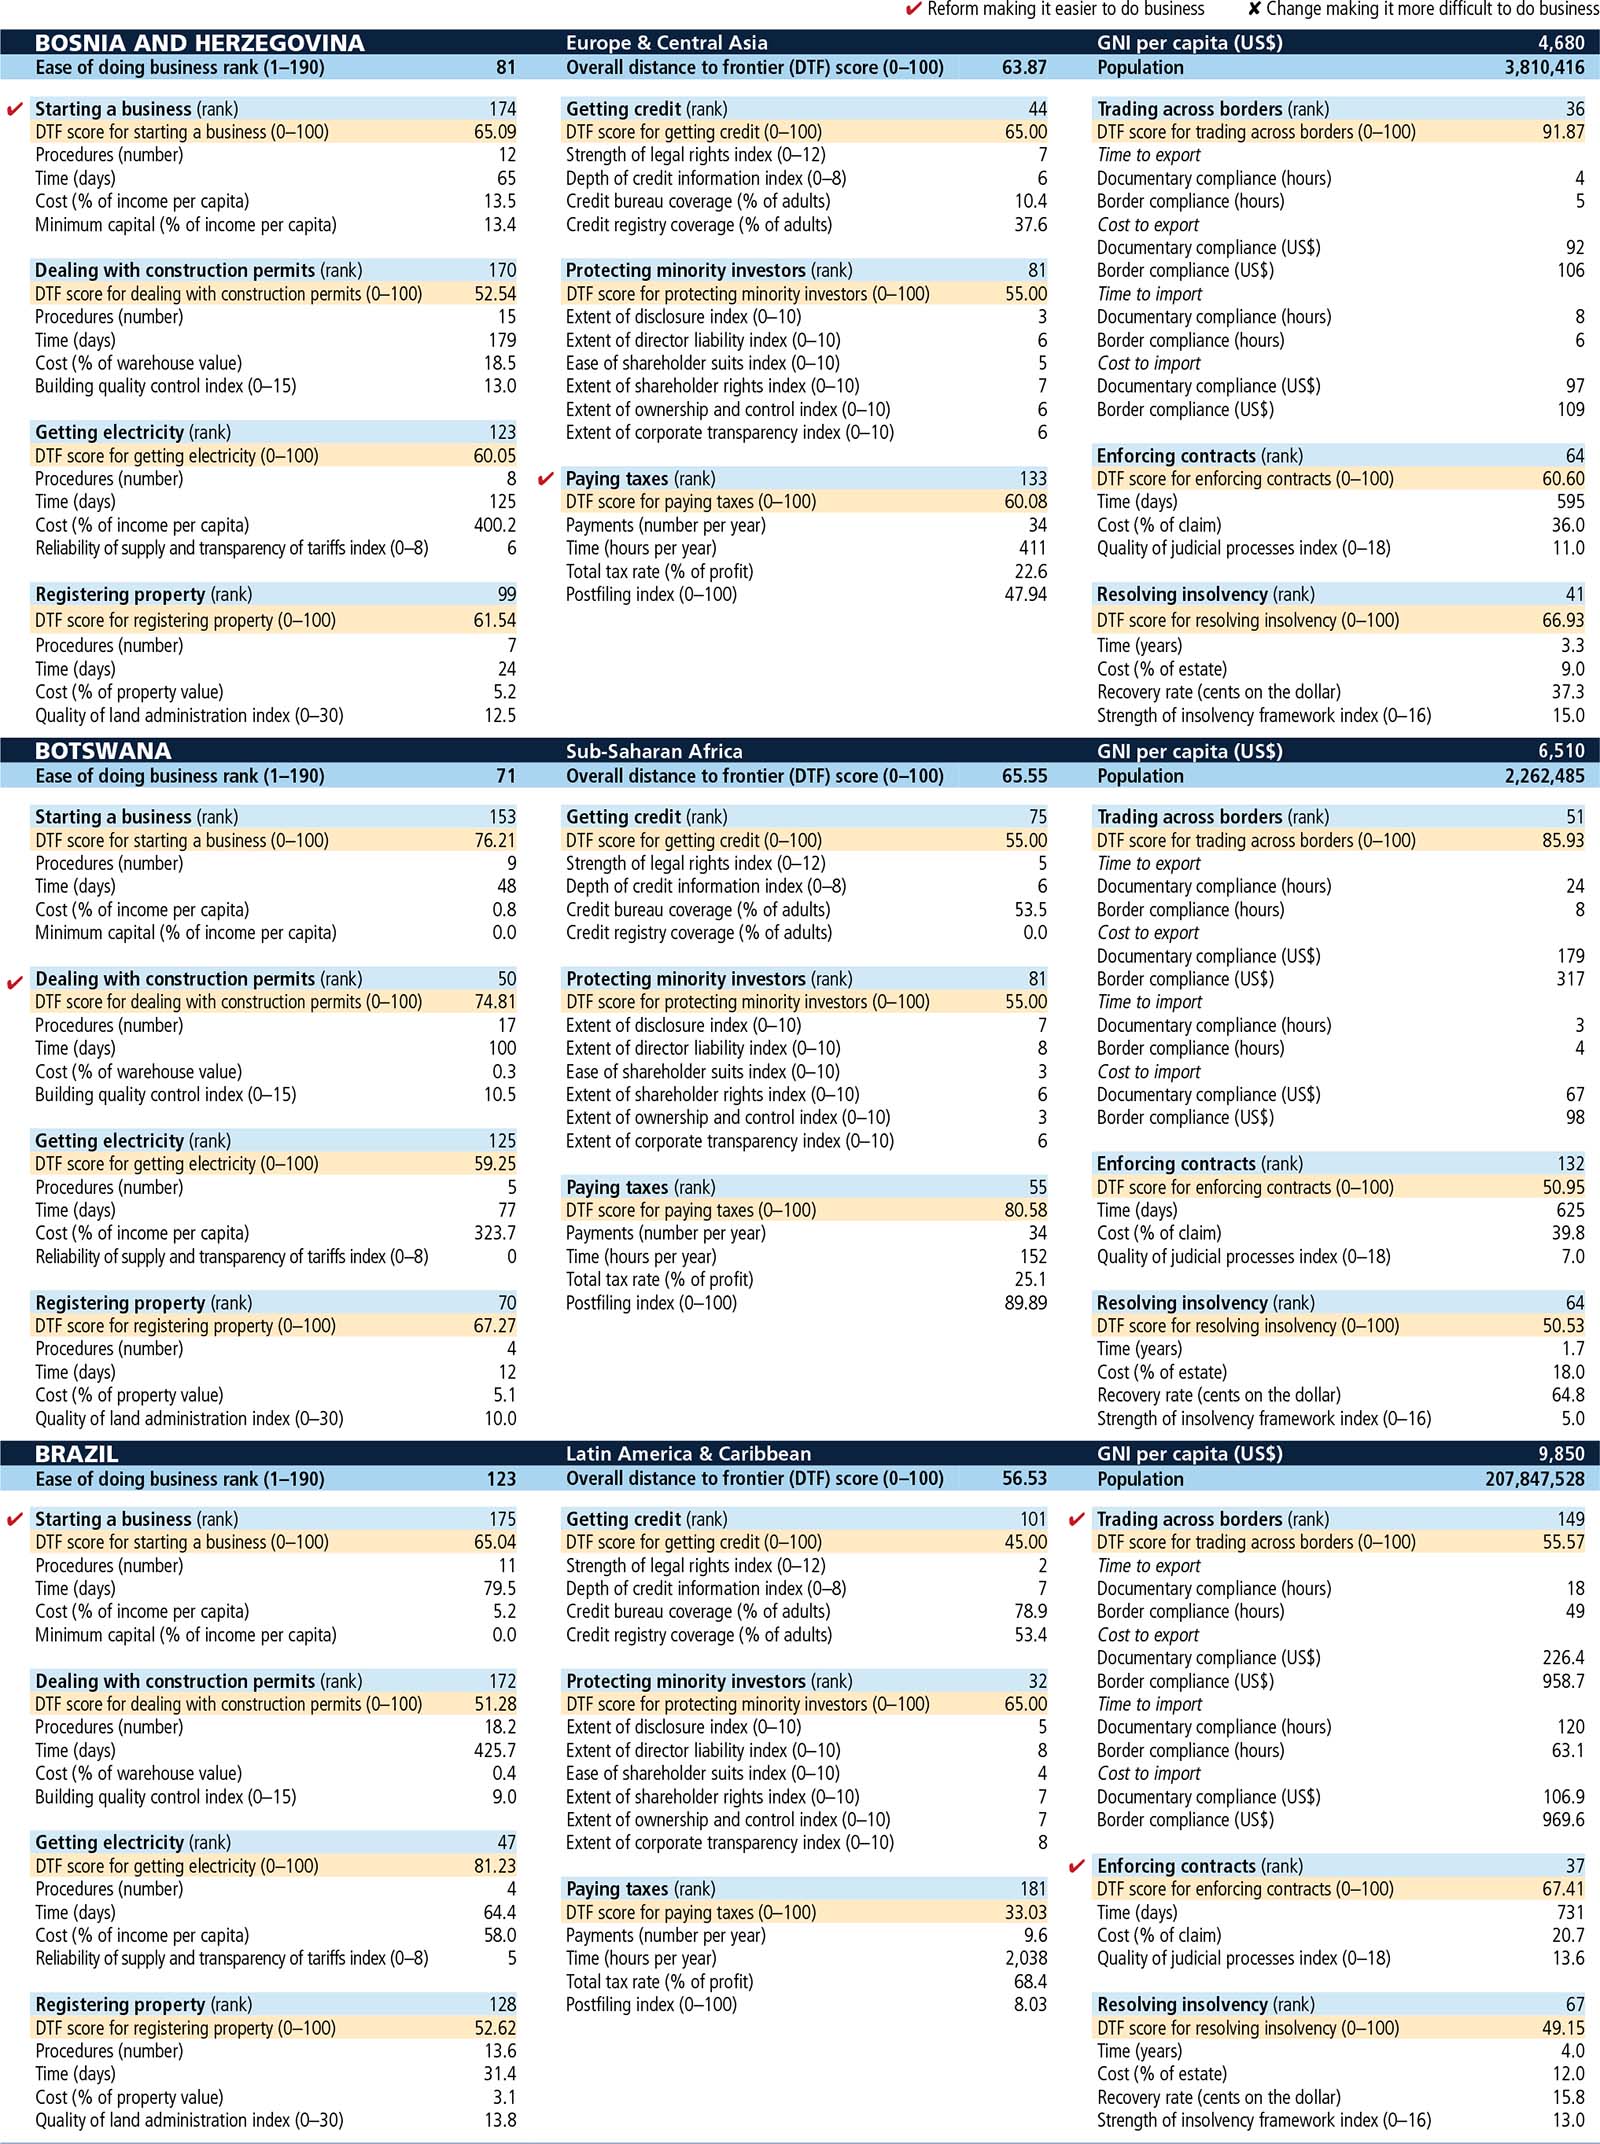 ✔ Reform making it easier to do business ✘ Change making it more difficult to do business
BOSNIA AND HERZEGOVINA Europe & Central Asia GNI per capita (US$) 4,680
Ease of doing business rank (1–190) 81 Overall distance to frontier (DTF) score (0–100) 63.87 Population 3,810,416
✔ Starting a business (rank) 174
DTF score for starting a business (0–100) 65.09
Procedures (number) 12
Time (days) 65
Cost (% of income per capita) 13.5
Minimum capital (% of income per capita) 13.4
Dealing with construction permits (rank) 170
DTF score for dealing with construction permits (0–100) 52.54
Procedures (number) 15
Time (days) 179
Cost (% of warehouse value) 18.5
Building quality control index (0–15) 13.0
Getting electricity (rank) 123
DTF score for getting electricity (0–100) 60.05
Procedures (number) 8
Time (days) 125
Cost (% of income per capita) 400.2
Reliability of supply and transparency of tariffs index (0–8) 6
Registering property (rank) 99
DTF score for registering property (0–100) 61.54
Procedures (number) 7
Time (days) 24
Cost (% of property value) 5.2
Quality of land administration index (0–30) 12.5
Getting credit (rank) 44
DTF score for getting credit (0–100) 65.00
Strength of legal rights index (0–12) 7
Depth of credit information index (0–8) 6
Credit bureau coverage (% of adults) 10.4
Credit registry coverage (% of adults) 37.6
Protecting minority investors (rank) 81
DTF score for protecting minority investors (0–100) 55.00
Extent of disclosure index (0–10) 3
Extent of director liability index (0–10) 6
Ease of shareholder suits index (0–10) 5
Extent of shareholder rights index (0–10) 7
Extent of ownership and control index (0–10) 6
Extent of corporate transparency index (0–10) 6
✔ Paying taxes (rank) 133
DTF score for paying taxes (0–100) 60.08
Payments (number per year) 34
Time (hours per year) 411
Total tax rate (% of profit) 22.6
Postfiling index (0–100) 47.94
Trading across borders (rank) 36
DTF score for trading across borders (0–100) 91.87
Time to export
Documentary compliance (hours) 4
Border compliance (hours) 5
Cost to export
Documentary compliance (US$) 92
Border compliance (US$) 106
Time to import
Documentary compliance (hours) 8
Border compliance (hours) 6
Cost to import
Documentary compliance (US$) 97
Border compliance (US$) 109
Enforcing contracts (rank) 64
DTF score for enforcing contracts (0–100) 60.60
Time (days) 595
Cost (% of claim) 36.0
Quality of judicial processes index (0–18) 11.0
Resolving insolvency (rank) 41
DTF score for resolving insolvency (0–100) 66.93
Time (years) 3.3
Cost (% of estate) 9.0
Recovery rate (cents on the dollar) 37.3
Strength of insolvency framework index (0–16) 15.0
BOTSWANA Sub-Saharan Africa GNI per capita (US$) 6,510
Ease of doing business rank (1–190) 71 Overall distance to frontier (DTF) score (0–100) 65.55 Population 2,262,485
Starting a business (rank) 153
DTF score for starting a business (0–100) 76.21
Procedures (number) 9
Time (days) 48
Cost (% of income per capita) 0.8
Minimum capital (% of income per capita) 0.0
✔ Dealing with construction permits (rank) 50
DTF score for dealing with construction permits (0–100) 74.81
Procedures (number) 17
Time (days) 100
Cost (% of warehouse value) 0.3
Building quality control index (0–15) 10.5
Getting electricity (rank) 125
DTF score for getting electricity (0–100) 59.25
Procedures (number) 5
Time (days) 77
Cost (% of income per capita) 323.7
Reliability of supply and transparency of tariffs index (0–8) 0
Registering property (rank) 70
DTF score for registering property (0–100) 67.27
Procedures (number) 4
Time (days) 12
Cost (% of property value) 5.1
Quality of land administration index (0–30) 10.0
Getting credit (rank) 75
DTF score for getting credit (0–100) 55.00
Strength of legal rights index (0–12) 5
Depth of credit information index (0–8) 6
Credit bureau coverage (% of adults) 53.5
Credit registry coverage (% of adults) 0.0
Protecting minority investors (rank) 81
DTF score for protecting minority investors (0–100) 55.00
Extent of disclosure index (0–10) 7
Extent of director liability index (0–10) 8
Ease of shareholder suits index (0–10) 3
Extent of shareholder rights index (0–10) 6
Extent of ownership and control index (0–10) 3
Extent of corporate transparency index (0–10) 6
Paying taxes (rank) 55
DTF score for paying taxes (0–100) 80.58
Payments (number per year) 34
Time (hours per year) 152
Total tax rate (% of profit) 25.1
Postfiling index (0–100) 89.89
Trading across borders (rank) 51
DTF score for trading across borders (0–100) 85.93
Time to export
Documentary compliance (hours) 24
Border compliance (hours) 8
Cost to export
Documentary compliance (US$) 179
Border compliance (US$) 317
Time to import
Documentary compliance (hours) 3
Border compliance (hours) 4
Cost to import
Documentary compliance (US$) 67
Border compliance (US$) 98
Enforcing contracts (rank) 132
DTF score for enforcing contracts (0–100) 50.95
Time (days) 625
Cost (% of claim) 39.8
Quality of judicial processes index (0–18) 7.0
Resolving insolvency (rank) 64
DTF score for resolving insolvency (0–100) 50.53
Time (years) 1.7
Cost (% of estate) 18.0
Recovery rate (cents on the dollar) 64.8
Strength of insolvency framework index (0–16) 5.0
BRAZIL Latin America & Caribbean GNI per capita (US$) 9,850
Ease of doing business rank (1–190) 123 Overall distance to frontier (DTF) score (0–100) 56.53 Population 207,847,528
✔ Starting a business (rank) 175
DTF score for starting a business (0–100) 65.04
Procedures (number) 11
Time (days) 79.5
Cost (% of income per capita) 5.2
Minimum capital (% of income per capita) 0.0
Dealing with construction permits (rank) 172
DTF score for dealing with construction permits (0–100) 51.28
Procedures (number) 18.2
Time (days) 425.7
Cost (% of warehouse value) 0.4
Building quality control index (0–15) 9.0
Getting electricity (rank) 47
DTF score for getting electricity (0–100) 81.23
Procedures (number) 4
Time (days) 64.4
Cost (% of income per capita) 58.0
Reliability of supply and transparency of tariffs index (0–8) 5
Registering property (rank) 128
DTF score for registering property (0–100) 52.62
Procedures (number) 13.6
Time (days) 31.4
Cost (% of property value) 3.1
Quality of land administration index (0–30) 13.8
Getting credit (rank) 101
DTF score for getting credit (0–100) 45.00
Strength of legal rights index (0–12) 2
Depth of credit information index (0–8) 7
Credit bureau coverage (% of adults) 78.9
Credit registry coverage (% of adults) 53.4
Protecting minority investors (rank) 32
DTF score for protecting minority investors (0–100) 65.00
Extent of disclosure index (0–10) 5
Extent of director liability index (0–10) 8
Ease of shareholder suits index (0–10) 4
Extent of shareholder rights index (0–10) 7
Extent of ownership and control index (0–10) 7
Extent of corporate transparency index (0–10) 8
Paying taxes (rank) 181
DTF score for paying taxes (0–100) 33.03
Payments (number per year) 9.6
Time (hours per year) 2,038
Total tax rate (% of profit) 68.4
Postfiling index (0–100) 8.03
✔ Trading across borders (rank) 149
DTF score for trading across borders (0–100) 55.57
Time to export
Documentary compliance (hours) 18
Border compliance (hours) 49
Cost to export
Documentary compliance (US$) 226.4
Border compliance (US$) 958.7
Time to import
Documentary compliance (hours) 120
Border compliance (hours) 63.1
Cost to import
Documentary compliance (US$) 106.9
Border compliance (US$) 969.6
✔ Enforcing contracts (rank) 37
DTF score for enforcing contracts (0–100) 67.41
Time (days) 731
Cost (% of claim) 20.7
Quality of judicial processes index (0–18) 13.6
Resolving insolvency (rank) 67
DTF score for resolving insolvency (0–100) 49.15
Time (years) 4.0
Cost (% of estate) 12.0
Recovery rate (cents on the dollar) 15.8
Strength of insolvency framework index (0–16) 13.0